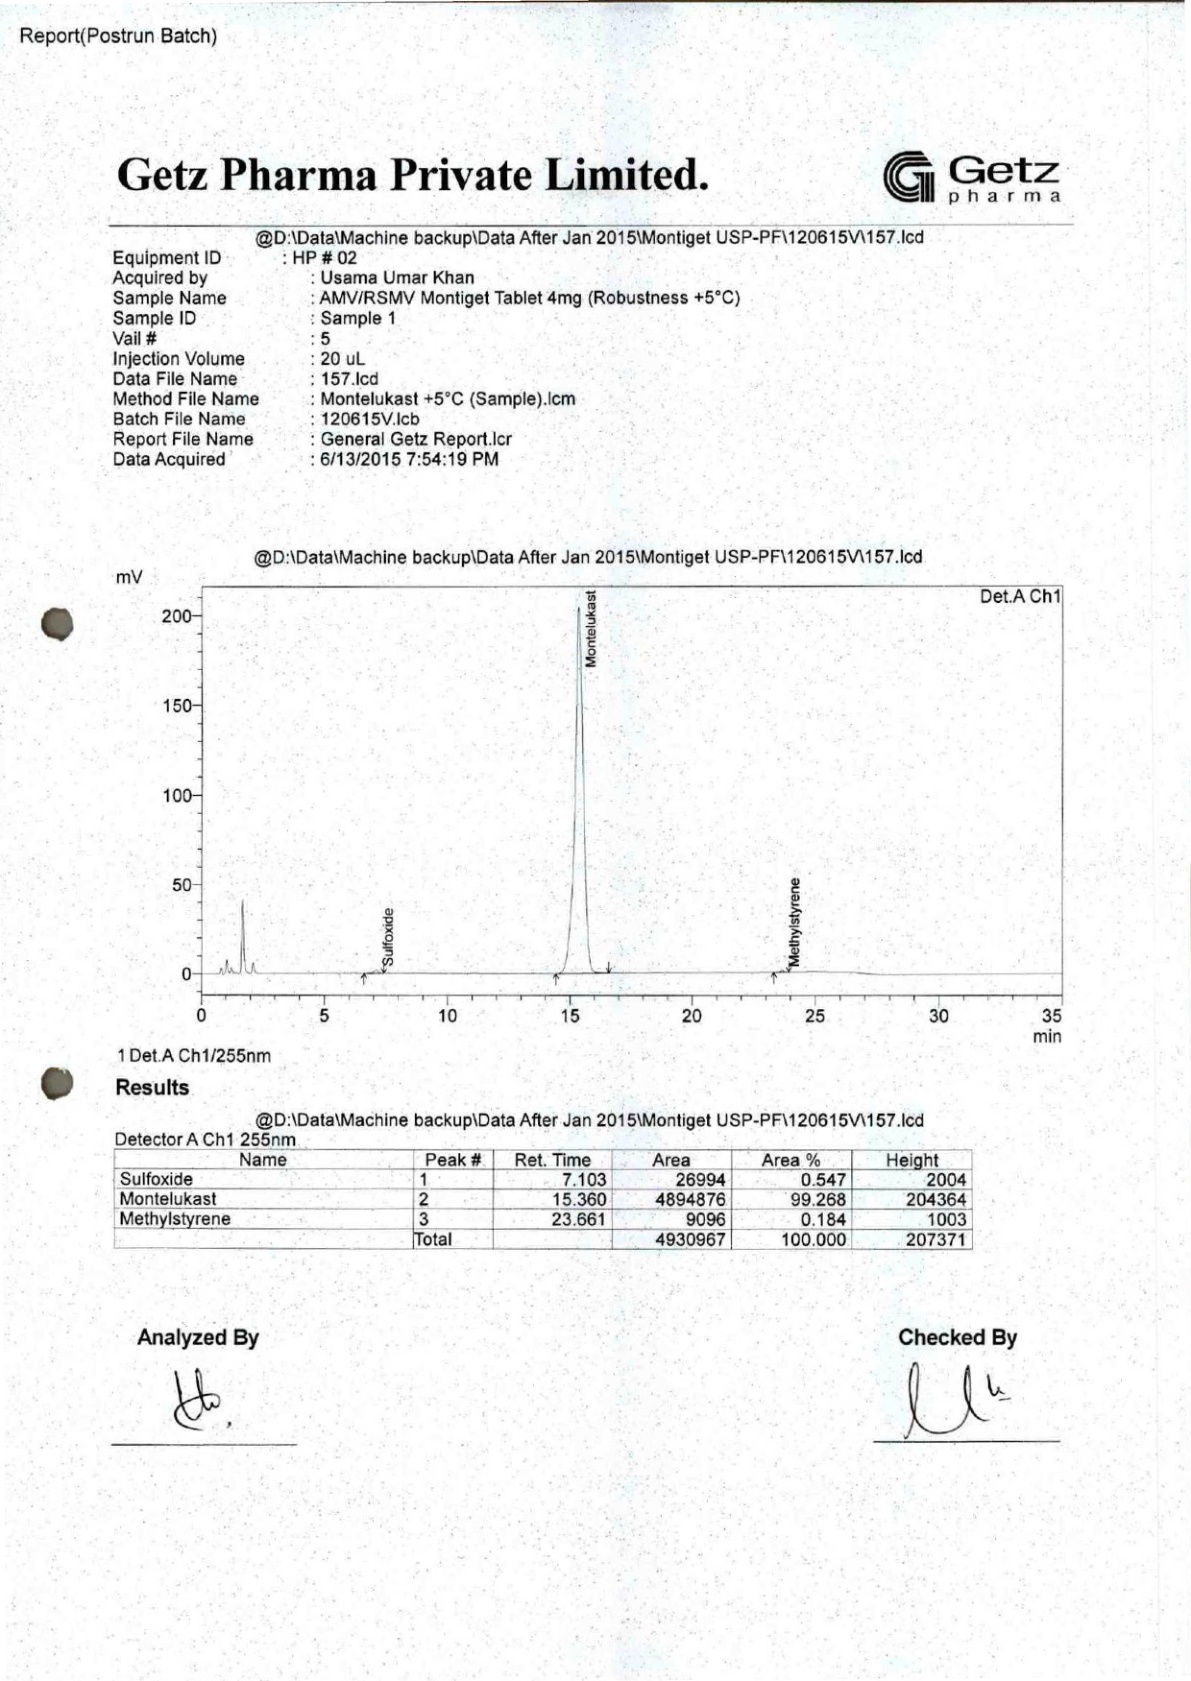 Report(Postrun Batch)
Getz Pharma Private Limited.
Getz
pharma
@D:\Data\Machine backup\Data After Jan 2015\Montiget USP-PF\120615V\157.lcd
Equipment ID : HP # 02
Acquired by : Usama Umar Khan
Sample Name : AMV/RSMV Montiget Tablet 4mg (Robustness +5°C)
Sample ID : Sample 1
Vail # : 5
Injection Volume : 20 uL
Data File Name : 157.lcd
Method File Name : Montelukast +5°C (Sample).lcm
Batch File Name : 120615V.lcb
Report File Name : General Getz Report.lcr
Data Acquired : 6/13/2015 7:54:19 PM
@D:\Data\Machine backup\Data After Jan 2015\Montiget USP-PF\120615V\157.lcd
mV
Det.A Ch1
200
150
100
50
0
Sulfoxide
Montelukast
Methylstyrene
0 5 10 15 20 25 30 35
min
1 Det.A Ch1/255nm
Results
@D:\Data\Machine backup\Data After Jan 2015\Montiget USP-PF\120615V\157.lcd
Detector A Ch1 255nm
Name Peak # Ret. Time Area Area % Height
Sulfoxide 1 7.103 26994 0.547 2004
Montelukast 2 15.360 4894876 99.268 204364
Methylstyrene 3 23.661 9096 0.184 1003
Total 4930967 100.000 207371
Analyzed By Checked By